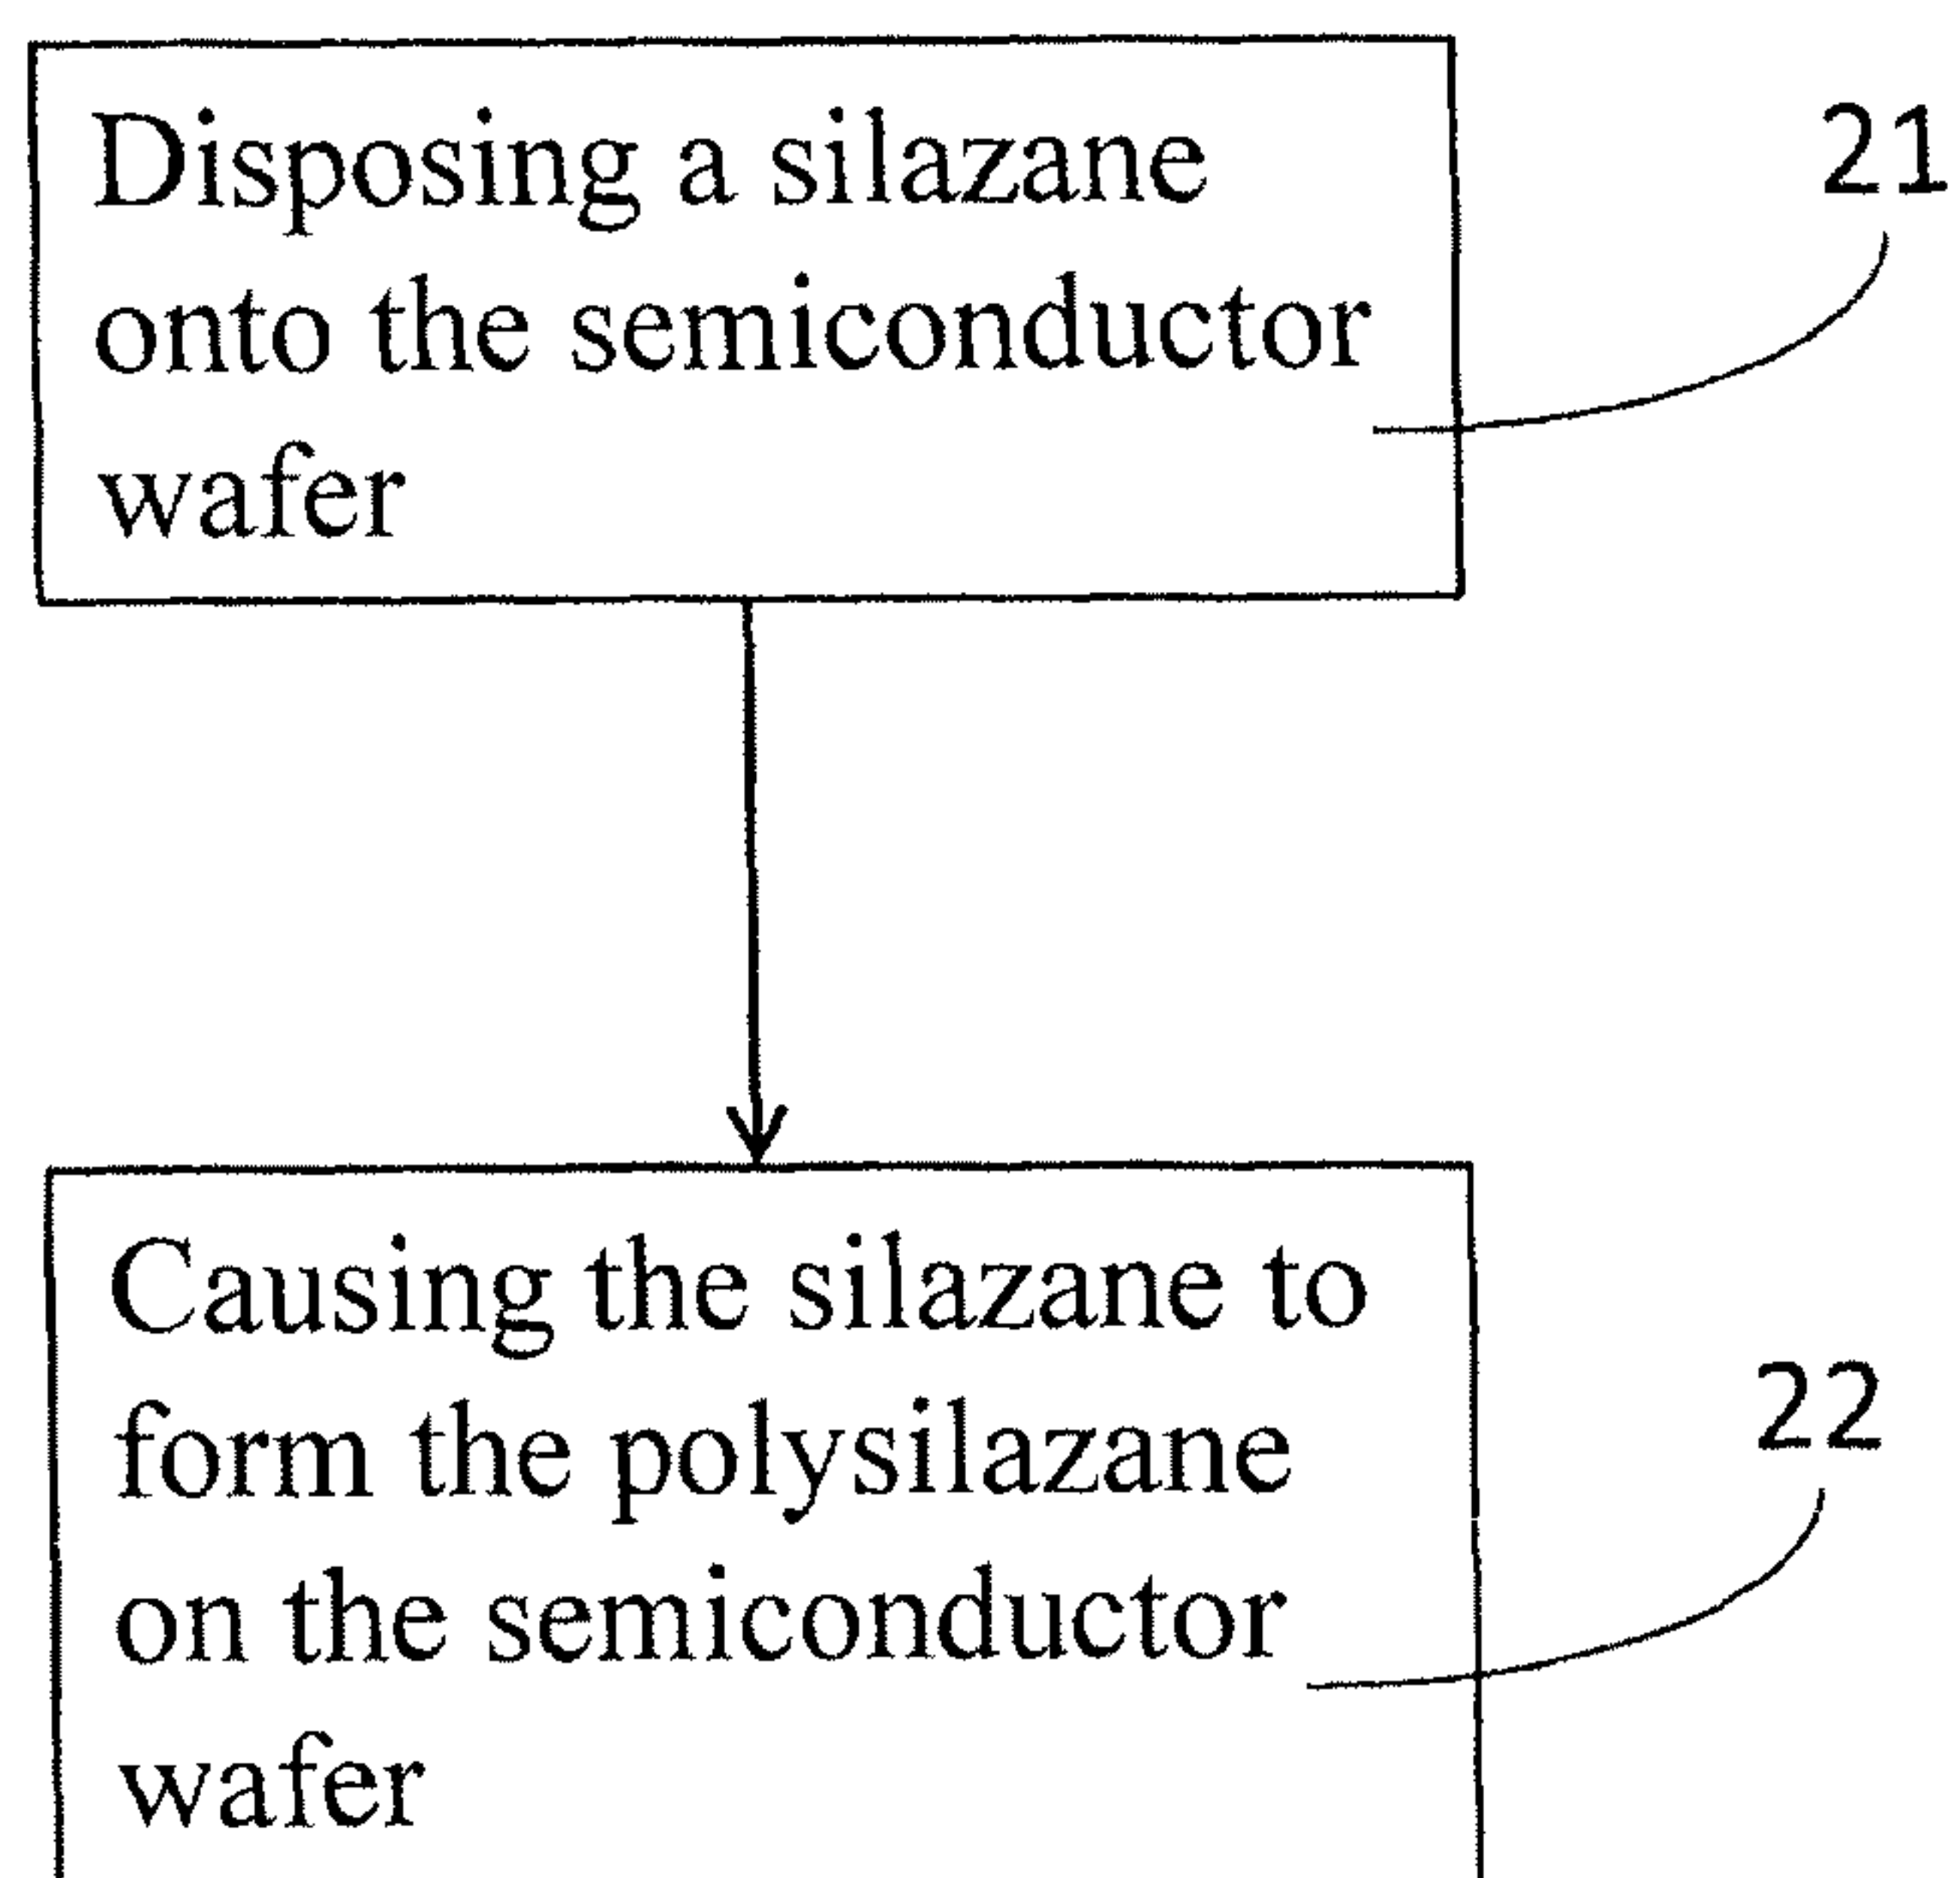 Disposing a silazane
onto the semiconductor
wafer
21
Causing the silazane to
form the polysilazane
on the semiconductor
wafer
22